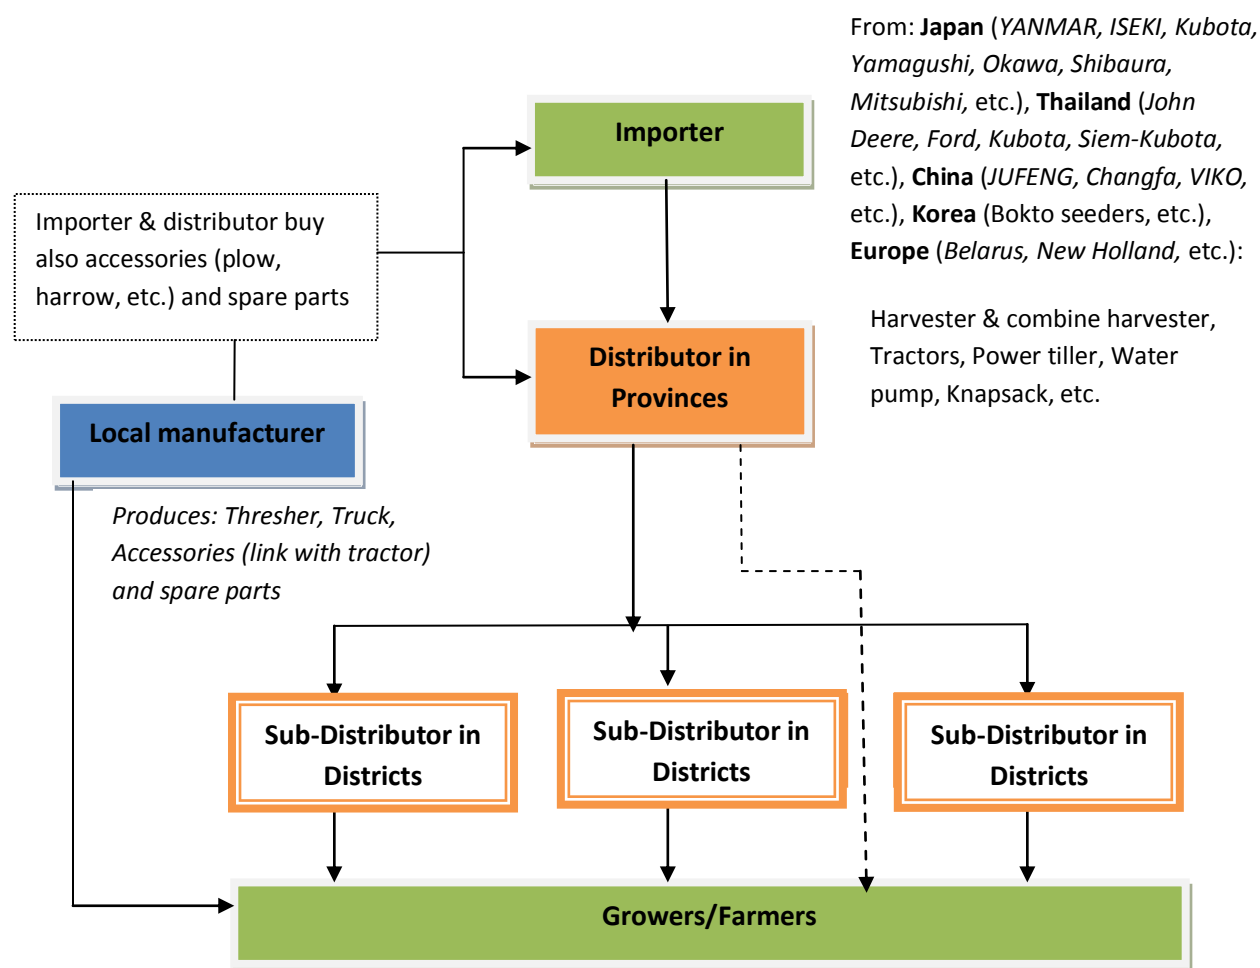 From: Japan (YANMAR, ISEKI, Kubota,
Yamagushi, Okawa, Shibaura,
Mitsubishi, etc.), Thailand (John
Deere, Ford, Kubota, Siem-Kubota,
etc.), China (JUFENG, Changfa, VIKO,
etc.), Korea (Bokto seeders, etc.),
Europe (Belarus, New Holland, etc.):
Harvester & combine harvester,
Tractors, Power tiller, Water
pump, Knapsack, etc.
Importer
Importer & distributor buy
also accessories (plow,
harrow, etc.) and spare parts
Distributor in
Provinces
Local manufacturer
Produces: Thresher, Truck,
Accessories (link with tractor)
and spare parts
Sub-Distributor in
Districts
Sub-Distributor in
Districts
Sub-Distributor in
Districts
Growers/Farmers